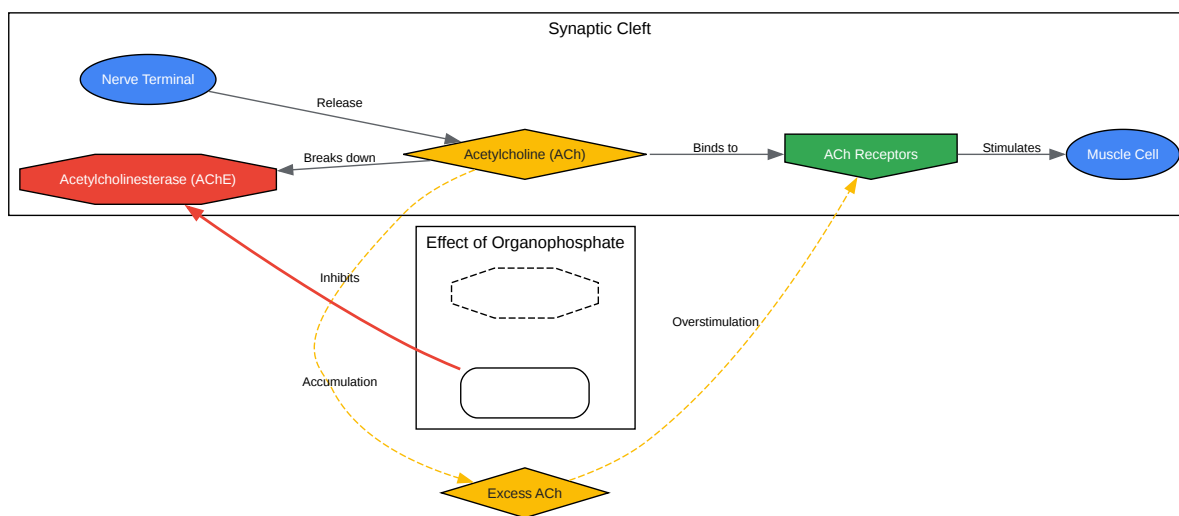 Synaptic Cleft
Nerve Terminal
Release
Acetylcholinesterase (AChE)
Breaks down
Acetylcholine (ACh)
Binds to
ACh Receptors
Stimulates
Muscle Cell
Effect of Organophosphate
Inhibits
Overstimulation
Accumulation
Excess ACh